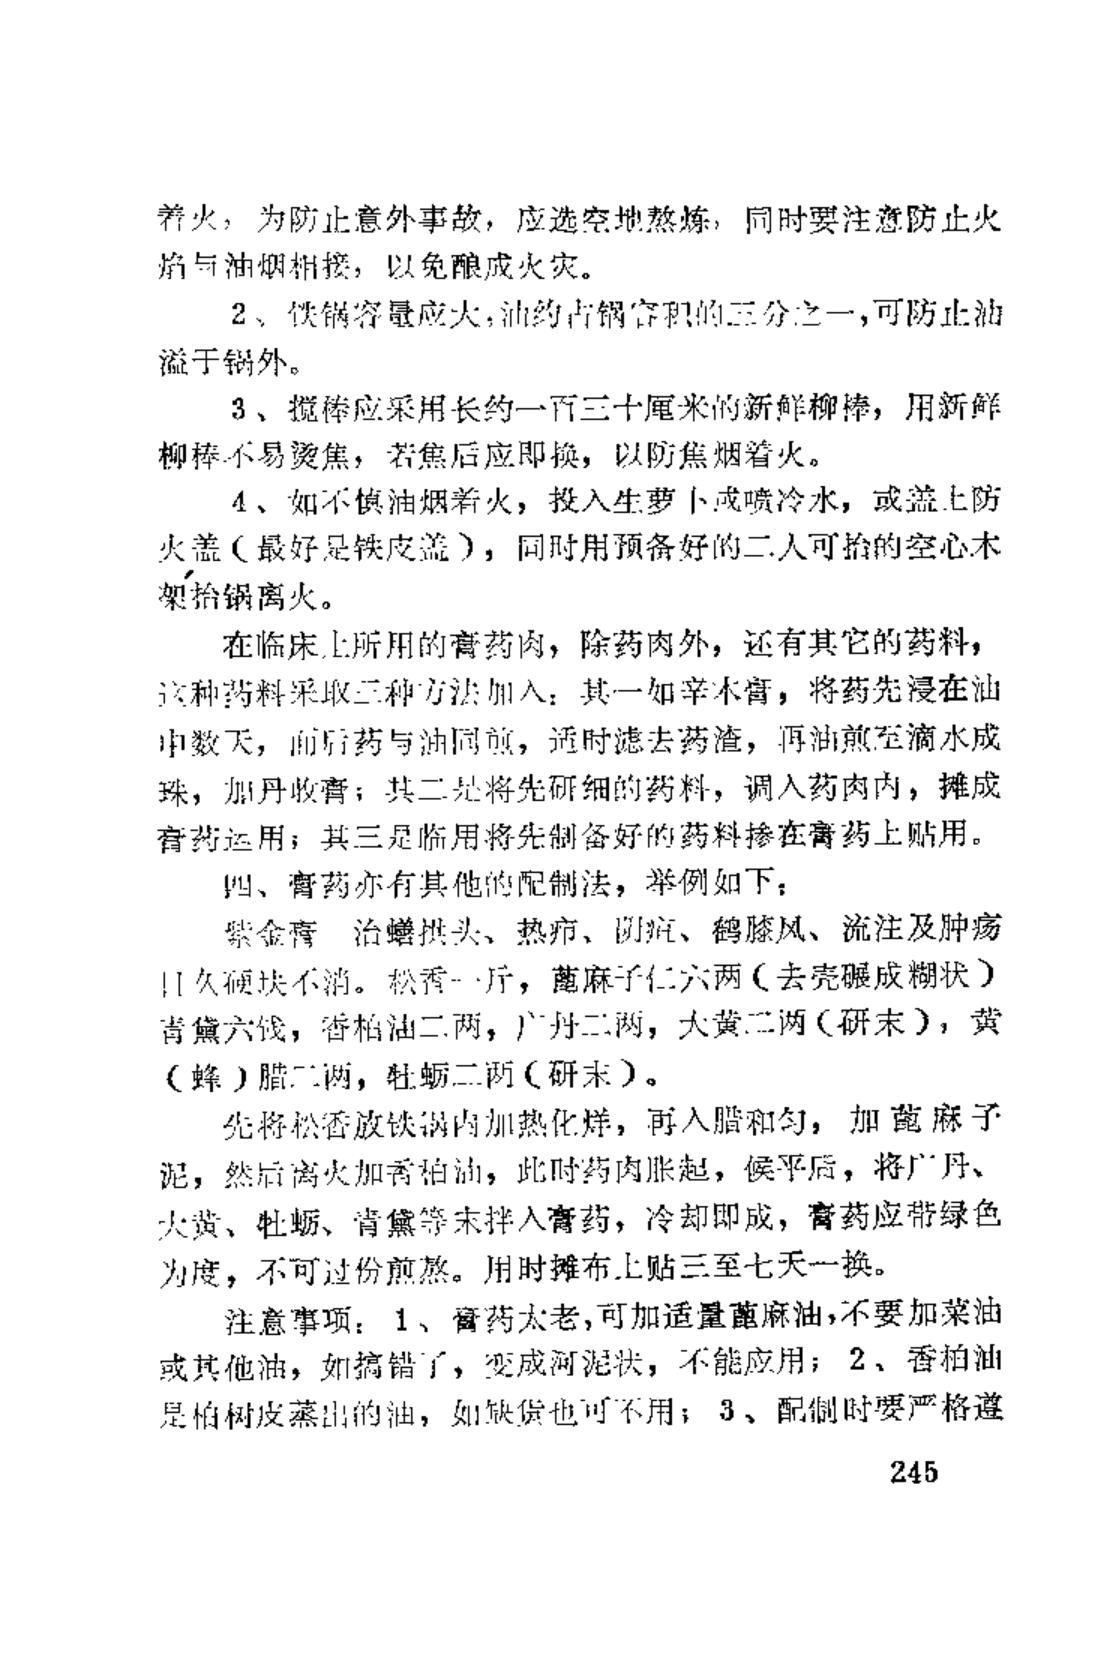 着火，为防止意外事故，应选空地熬炼，同时要注意防止火
焰与油烟相接，以免酿成火灾。
2、铁锅容量应大，油约占锅容积的三分之一，可防止油
溢于锅外。
3、搅棒应采用长约一百三十厘米的新鲜柳棒，用新鲜
柳棒不易烫焦，若焦后应即换，以防焦烟着火。
4、如不慎油烟着火，投入生萝卜或喷冷水，或盖上防
火盖（最好是铁皮盖），同时用预备好的二人可抬的空心木
架抬锅离火。
在临床上所用的膏药肉，除药肉外，还有其它的药料，
这种药料采取三种方法加入：其一如辛木膏，将药先浸在油
中数天，而后药与油同煎，适时滤去药渣，再油煎至滴水成
珠，加丹收膏；其二是将先研细的药料，调入药肉内，摊成
膏药运用；其三是临用将先制备好的药料掺在膏药上贴用。
四、膏药亦有其他的配制法，举例如下：
紫金膏　治蟮拱头、热疖、阴疽、鹤膝风、流注及肿疡
日久硬块不消。松香一斤，蓖麻子仁六两（去壳碾成糊状）
青黛六钱，香柏油二两，广丹二两，大黄二两（研末），黄
（蜂）腊二两，牡蛎二两（研末）。
先将松香放铁锅内加热化烊，再入腊和匀，加蓖麻子
泥，然后离火加香柏油，此时药肉胀起，候平后，将广丹、
大黄、牡蛎、青黛等末拌入膏药，冷却即成，膏药应带绿色
为度，不可过份煎熬。用时摊布上贴三至七天一换。
注意事项：1、膏药太老，可加适量蓖麻油，不要加菜油
或其他油，如搞错了，变成河泥状，不能应用；2、香柏油
是柏树皮蒸出的油，如缺货也可不用；3、配制时要严格遵
245